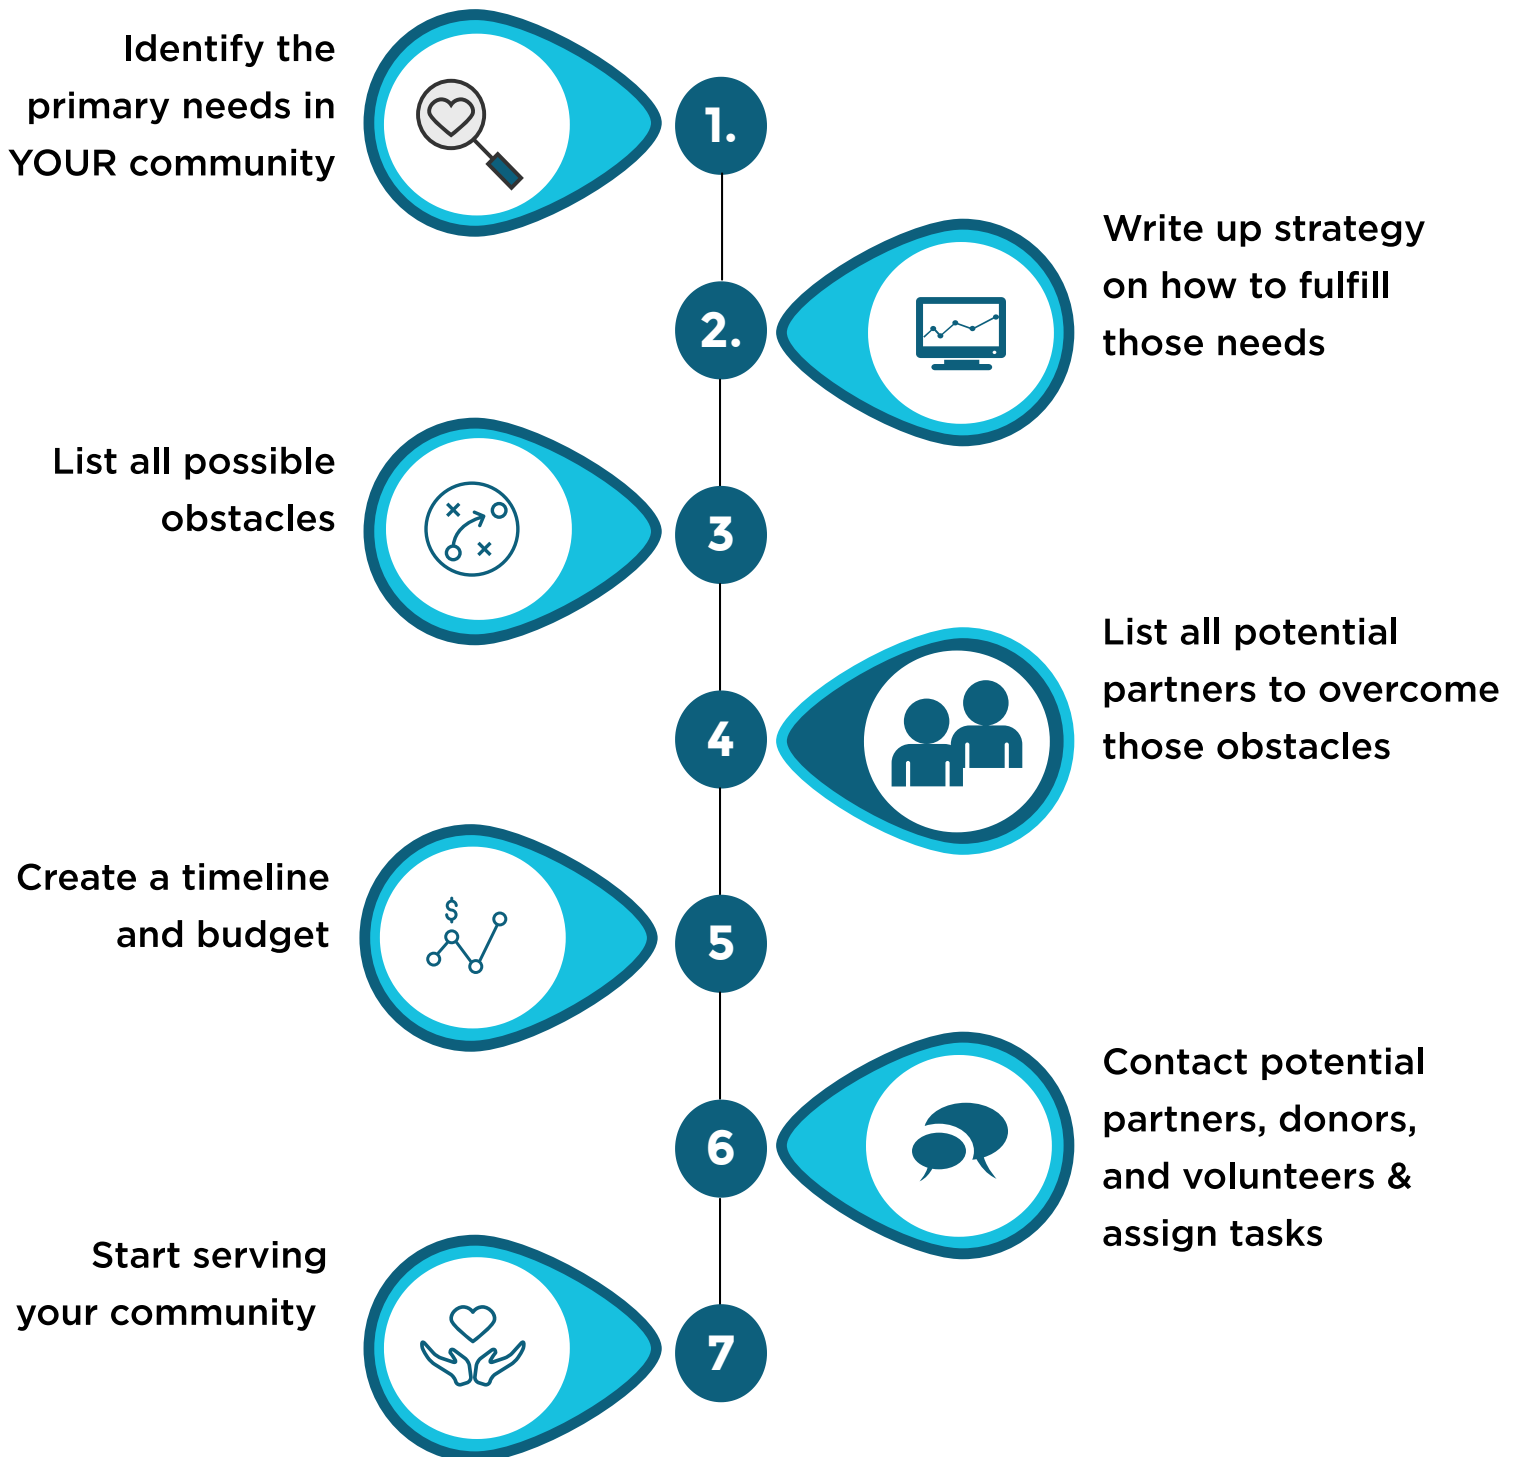 Identify the
primary needs in
YOUR community
1.
2.
Write up strategy
on how to fulfill
those needs
List all possible
obstacles
3
4
List all potential
partners to overcome
those obstacles
Create a timeline
and budget
$
5
6
Contact potential
partners, donors,
and volunteers &
assign tasks
Start serving
your community
7